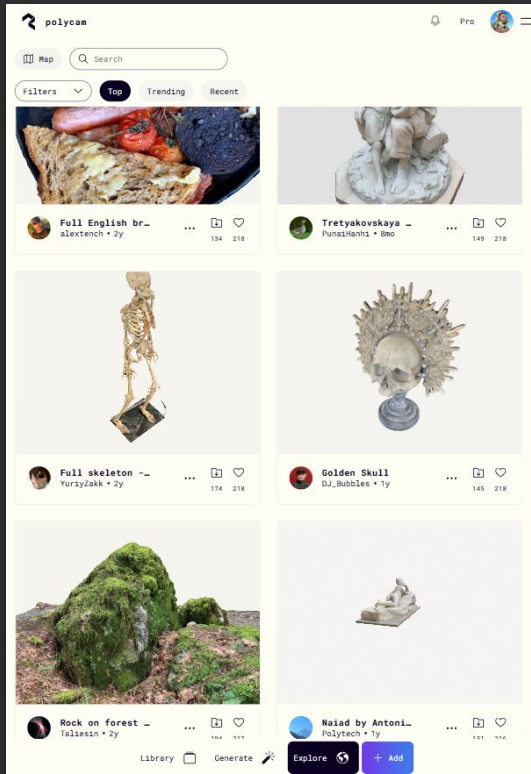 polycam
Pro
Map
Search
Filters
Top
Trending
Recent
Full English br…
alextench • 2y
134 218
Tretyakovskaya …
PunaiHanhi • 8mo
149 218
Full skeleton -…
YuriyZakk • 2y
174 218
Golden Skull
DJ_Bubbles • 1y
145 218
Rock on forest …
Taliesin • 2y
Naiad by Antoni…
Polytech • 1y
Library
Generate
Explore
+ Add